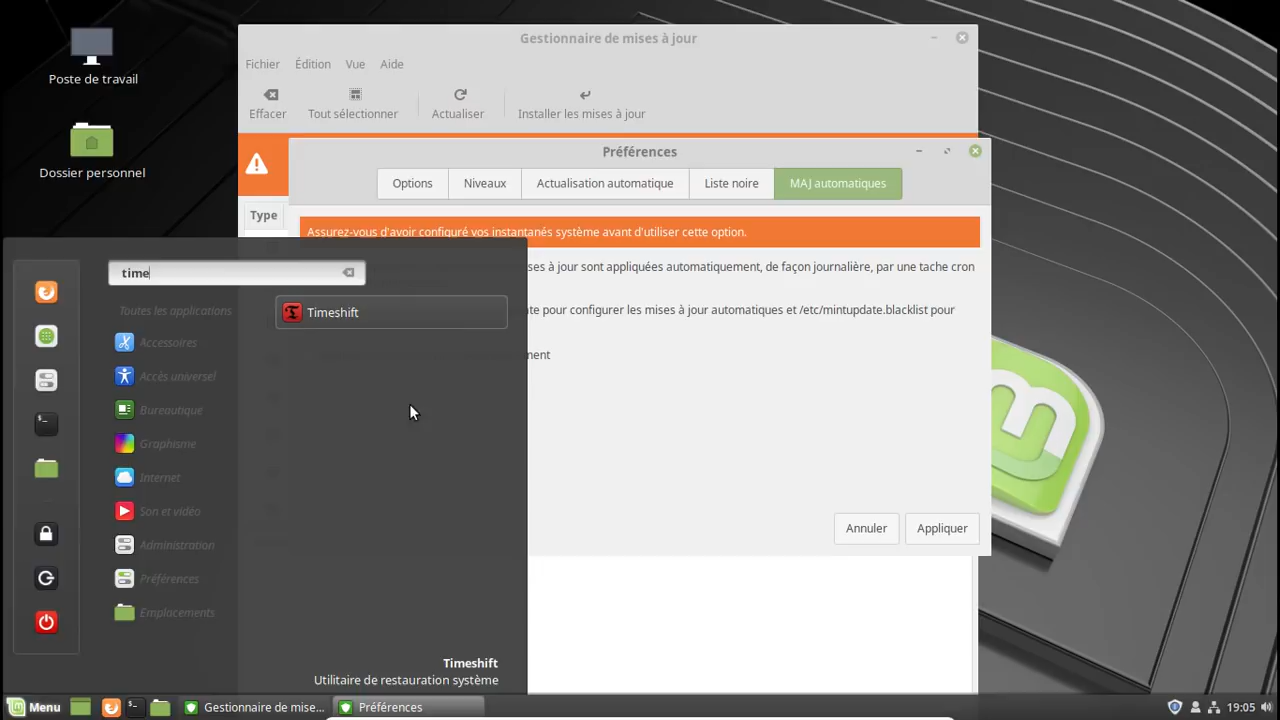 Poste de travail
Dossier personnel
Gestionnaire de mises à jour
Fichier Édition Vue Aide
Effacer Tout sélectionner Actualiser Installer les mises à jour
Préférences
Options Niveaux Actualisation automatique Liste noire MAJ automatiques
Type
Assurez-vous d'avoir configuré vos instantanés système avant d'utiliser cette option.
ses à jour sont appliquées automatiquement, de façon journalière, par une tache cron
te pour configurer les mises à jour automatiques et /etc/mintupdate.blacklist pour
ment
Annuler Appliquer
time
Toutes les applications
Timeshift
Accessoires
Accès universel
Bureautique
Graphisme
Internet
Son et vidéo
Administration
Préférences
Emplacements
Timeshift
Utilitaire de restauration système
Menu Gestionnaire de mise... Préférences 19:05